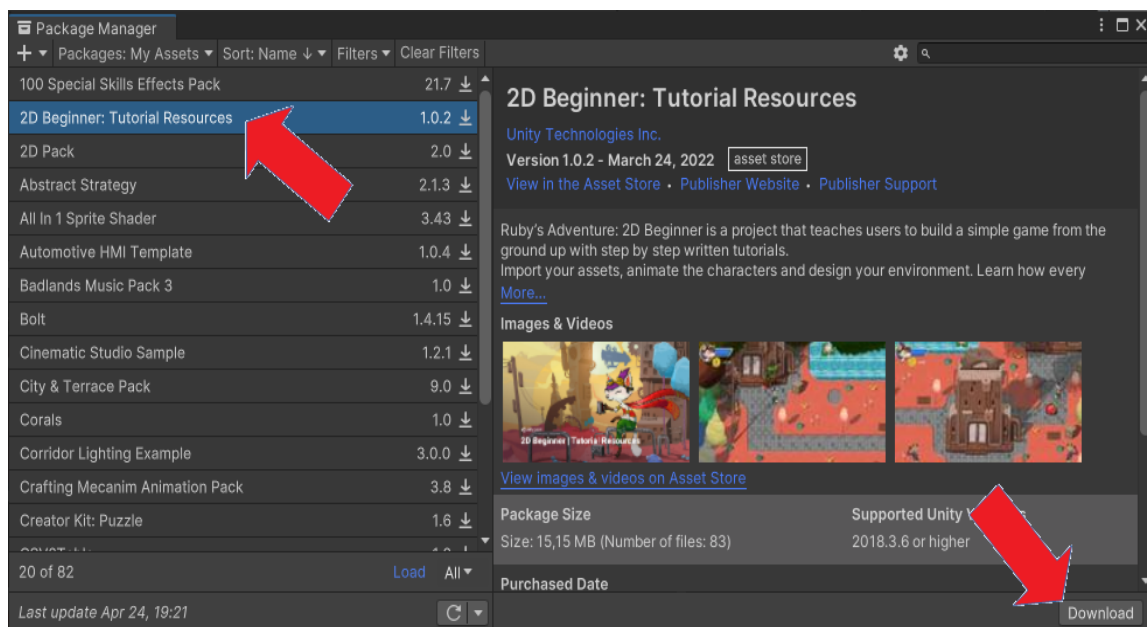 Package Manager
Packages: My Assets Sort: Name ↓ Filters Clear Filters
100 Special Skills Effects Pack 21.7
2D Beginner: Tutorial Resources 1.0.2
2D Pack 2.0
Abstract Strategy 2.1.3
All In 1 Sprite Shader 3.43
Automotive HMI Template 1.0.4
Badlands Music Pack 3 1.0
Bolt 1.4.15
Cinematic Studio Sample 1.2.1
City & Terrace Pack 9.0
Corals 1.0
Corridor Lighting Example 3.0.0
Crafting Mecanim Animation Pack 3.8
Creator Kit: Puzzle 1.6
20 of 82 Load All
Last update Apr 24, 19:21
2D Beginner: Tutorial Resources
Unity Technologies Inc.
Version 1.0.2 - March 24, 2022 asset store
View in the Asset Store • Publisher Website • Publisher Support
Ruby's Adventure: 2D Beginner is a project that teaches users to build a simple game from the
ground up with step by step written tutorials.
Import your assets, animate the characters and design your environment. Learn how every
More...
Images & Videos
2D Beginner | Tutorial Resources
View images & videos on Asset Store
Package Size
Size: 15,15 MB (Number of files: 83)
Supported Unity
2018.3.6 or higher
Purchased Date
Download